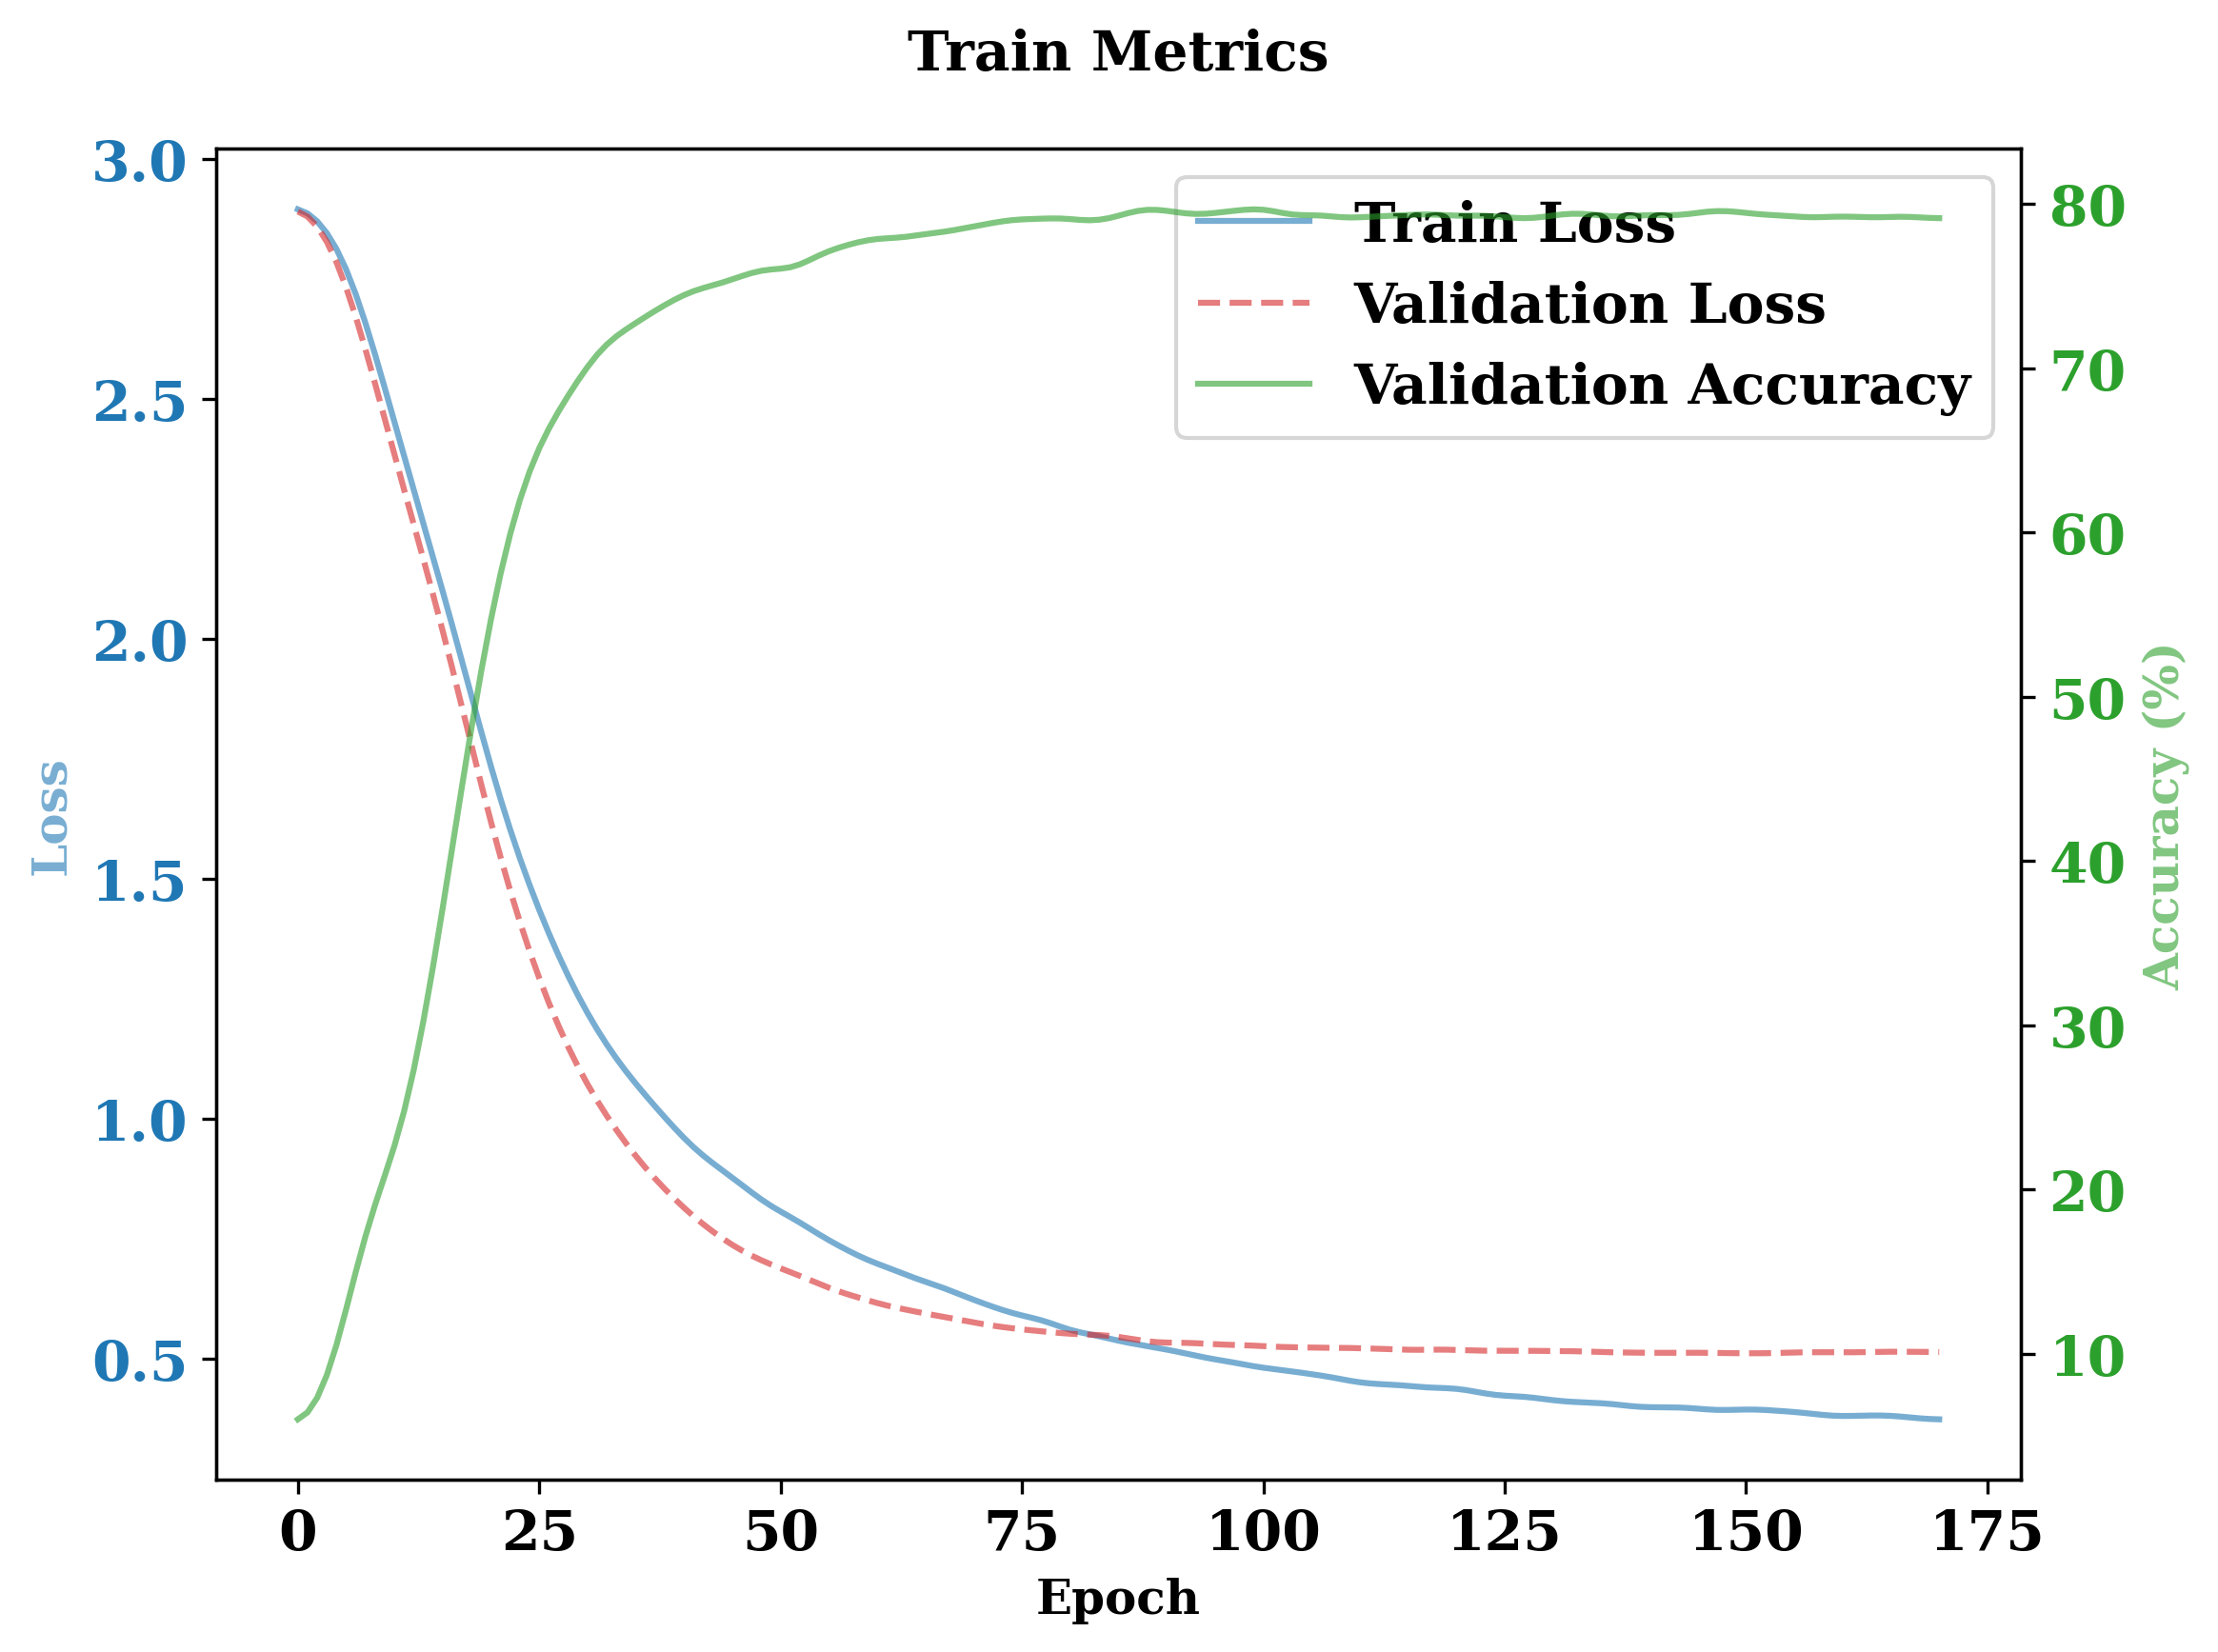 Train Metrics
3.0
2.5
2.0
1.5
1.0
0.5
Loss
Train Loss
Validation Loss
Validation Accuracy
80
70
60
50
40
30
20
10
Accuracy (%)
0 25 50 75 100 125 150 175
Epoch